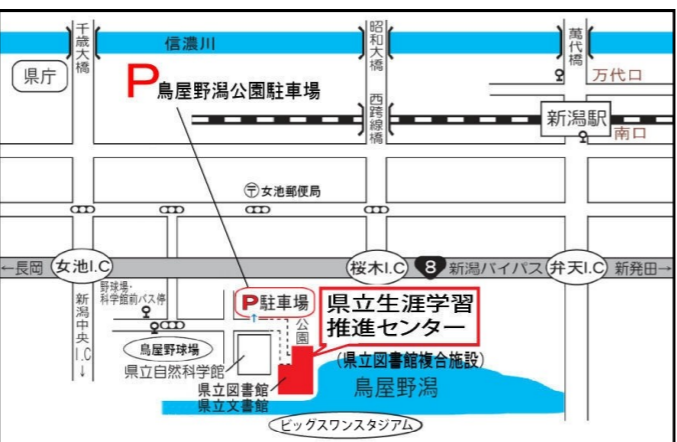 千歳大橋
信濃川
昭和大橋
萬代橋
県庁
P鳥屋野潟公園駐車場
万代口
西跨線橋
新潟駅
南口
〒女池郵便局
←長岡
女池I.C
桜木I.C
8
新潟バイパス
弁天I.C
新発田→
新潟中央I.C↓
野球場・
科学館前バス停
P駐車場
公園
県立生涯学習
推進センター
鳥屋野球場
県立自然科学館
(県立図書館複合施設)
県立図書館
県立文書館
鳥屋野潟
ビッグスワンスタジアム